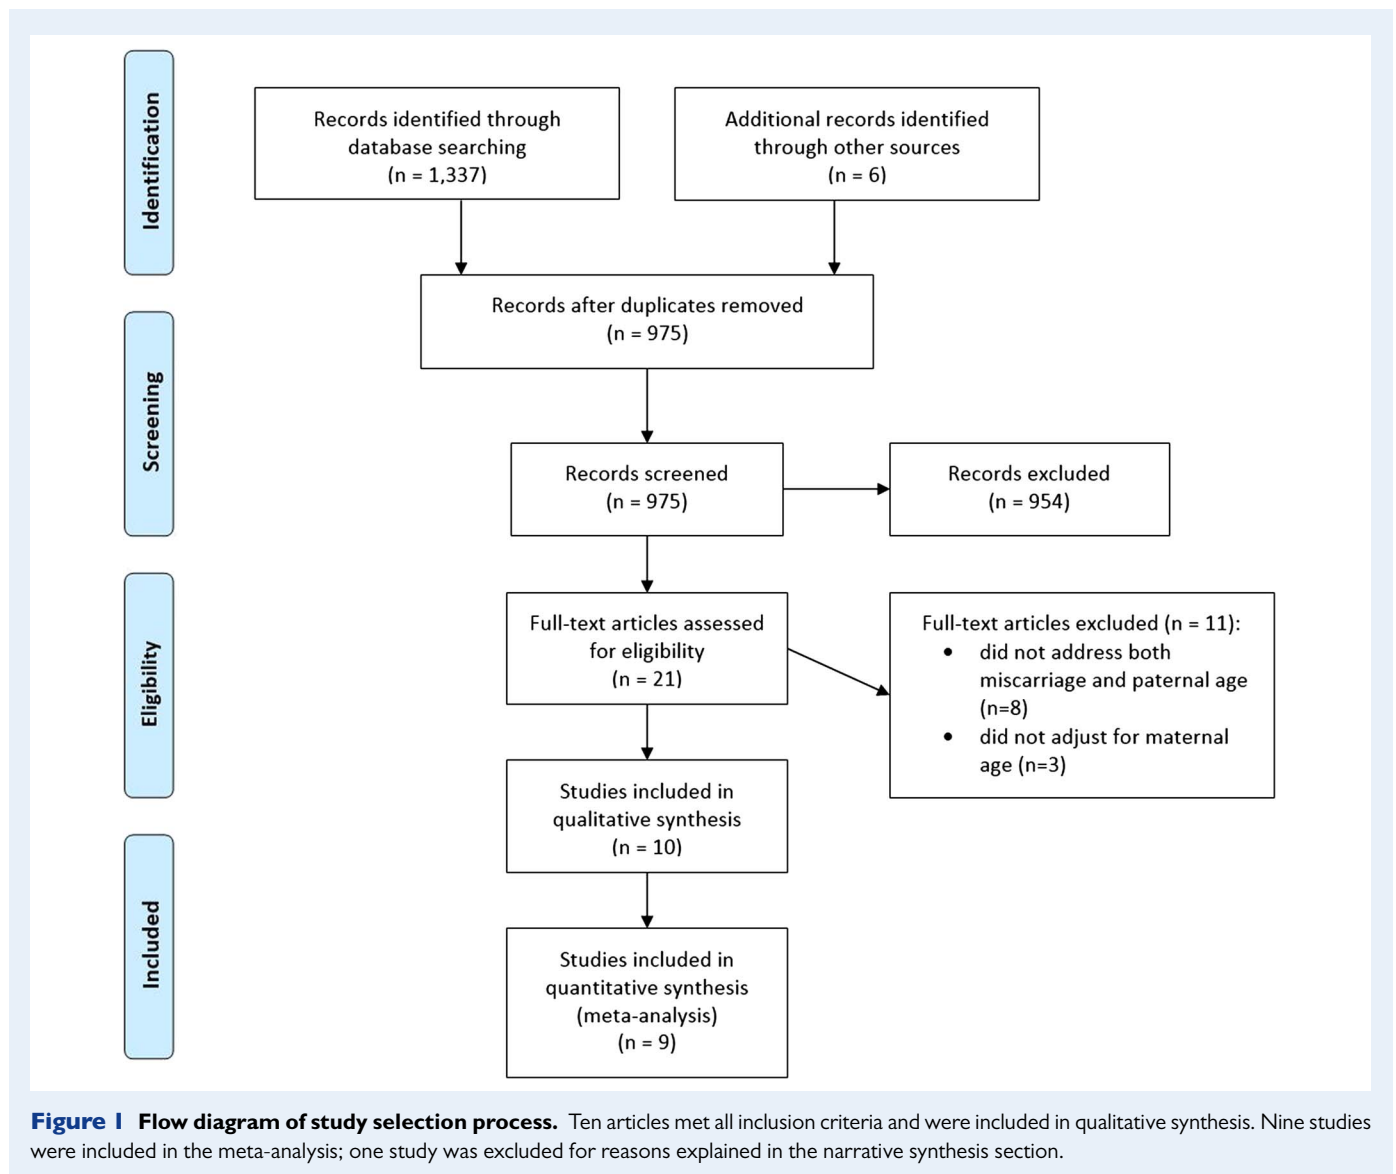 Identification
Records identified through
database searching
(n = 1,337)
Additional records identified
through other sources
(n = 6)
Records after duplicates removed
(n = 975)
Screening
Records screened
(n = 975)
Records excluded
(n = 954)
Eligibility
Full-text articles assessed
for eligibility
(n = 21)
Full-text articles excluded (n = 11):
• did not address both
miscarriage and paternal age
(n=8)
• did not adjust for maternal
age (n=3)
Studies included in
qualitative synthesis
(n = 10)
Included
Studies included in
quantitative synthesis
(meta-analysis)
(n = 9)
Figure 1 Flow diagram of study selection process. Ten articles met all inclusion criteria and were included in qualitative synthesis. Nine studies
were included in the meta-analysis; one study was excluded for reasons explained in the narrative synthesis section.